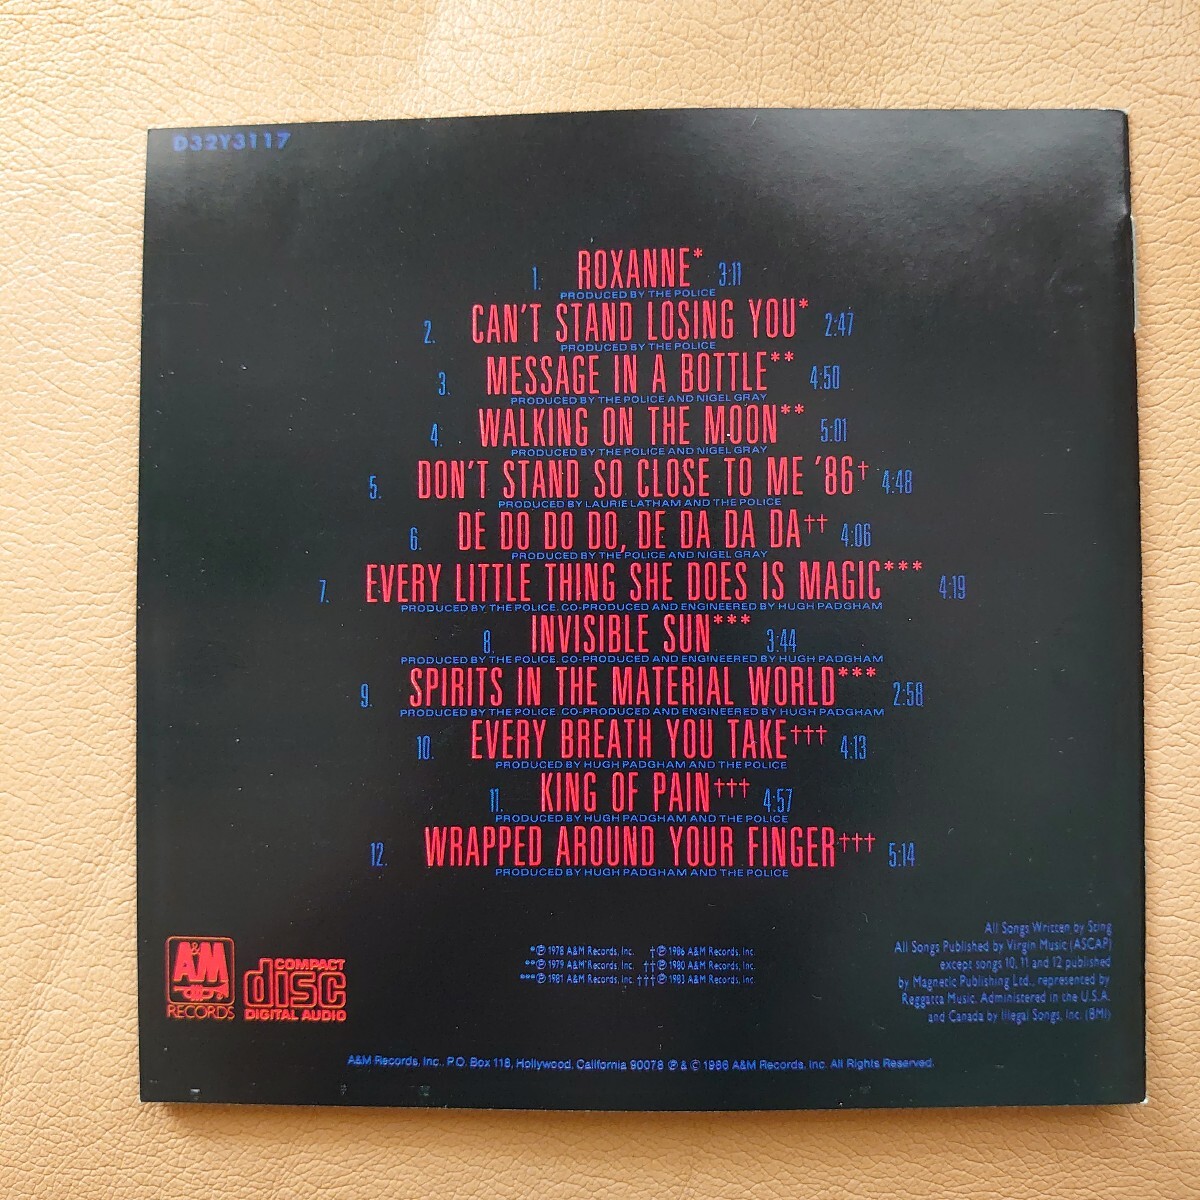 D32Y3117
1. ROXANNE* 3:11
PRODUCED BY THE POLICE
2. CAN'T STAND LOSING YOU* 2:47
PRODUCED BY THE POLICE
3. MESSAGE IN A BOTTLE** 4:50
PRODUCED BY THE POLICE AND NIGEL GRAY
4. WALKING ON THE MOON** 5:01
PRODUCED BY THE POLICE AND NIGEL GRAY
5. DON'T STAND SO CLOSE TO ME '86† 4:48
PRODUCED BY LAURIE LATHAM AND THE POLICE
6. DE DO DO DO, DE DA DA DA†† 4:06
PRODUCED BY THE POLICE AND NIGEL GRAY
7. EVERY LITTLE THING SHE DOES IS MAGIC*** 4:19
PRODUCED BY THE POLICE. CO-PRODUCED AND ENGINEERED BY HUGH PADGHAM
8. INVISIBLE SUN*** 3:44
PRODUCED BY THE POLICE. CO-PRODUCED AND ENGINEERED BY HUGH PADGHAM
9. SPIRITS IN THE MATERIAL WORLD*** 2:58
PRODUCED BY THE POLICE. CO-PRODUCED AND ENGINEERED BY HUGH PADGHAM
10. EVERY BREATH YOU TAKE††† 4:13
PRODUCED BY HUGH PADGHAM AND THE POLICE
11. KING OF PAIN††† 4:57
PRODUCED BY HUGH PADGHAM AND THE POLICE
12. WRAPPED AROUND YOUR FINGER††† 5:14
PRODUCED BY HUGH PADGHAM AND THE POLICE
A&M
RECORDS
COMPACT
disc
DIGITAL AUDIO
*℗ 1978 A&M Records, Inc. †℗ 1986 A&M Records, Inc.
**℗ 1979 A&M Records, Inc. ††℗ 1980 A&M Records, Inc.
***℗ 1981 A&M Records, Inc. †††℗ 1983 A&M Records, Inc.
All Songs Written by Sting
All Songs Published by Virgin Music (ASCAP)
except songs 10, 11 and 12 published
by Magnetic Publishing Ltd., represented by
Reggatta Music. Administered in the U.S.A.
and Canada by Illegal Songs, Inc. (BMI)
A&M Records, Inc., P.O. Box 118, Hollywood, California 90078 ℗ & © 1986 A&M Records, Inc. All Rights Reserved.